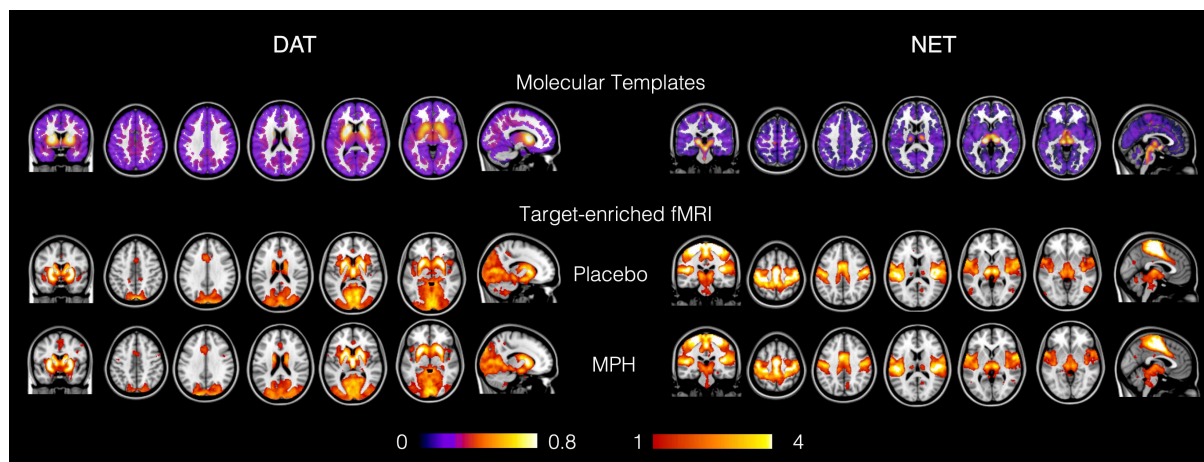 DAT
NET
Molecular Templates
Target-enriched fMRI
Placebo
MPH
0
0.8
1
4